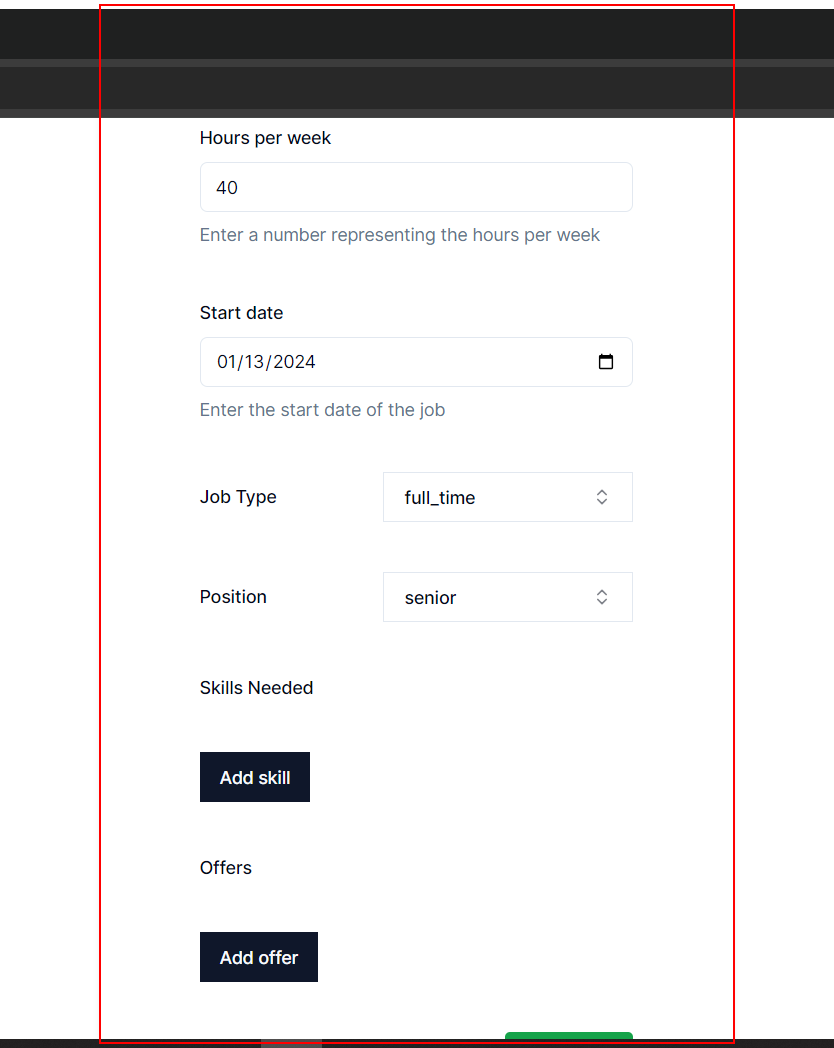 Hours per week
40
Enter a number representing the hours per week
Start date
01/13/2024
Enter the start date of the job
Job Type
full_time
Position
senior
Skills Needed
Add skill
Offers
Add offer